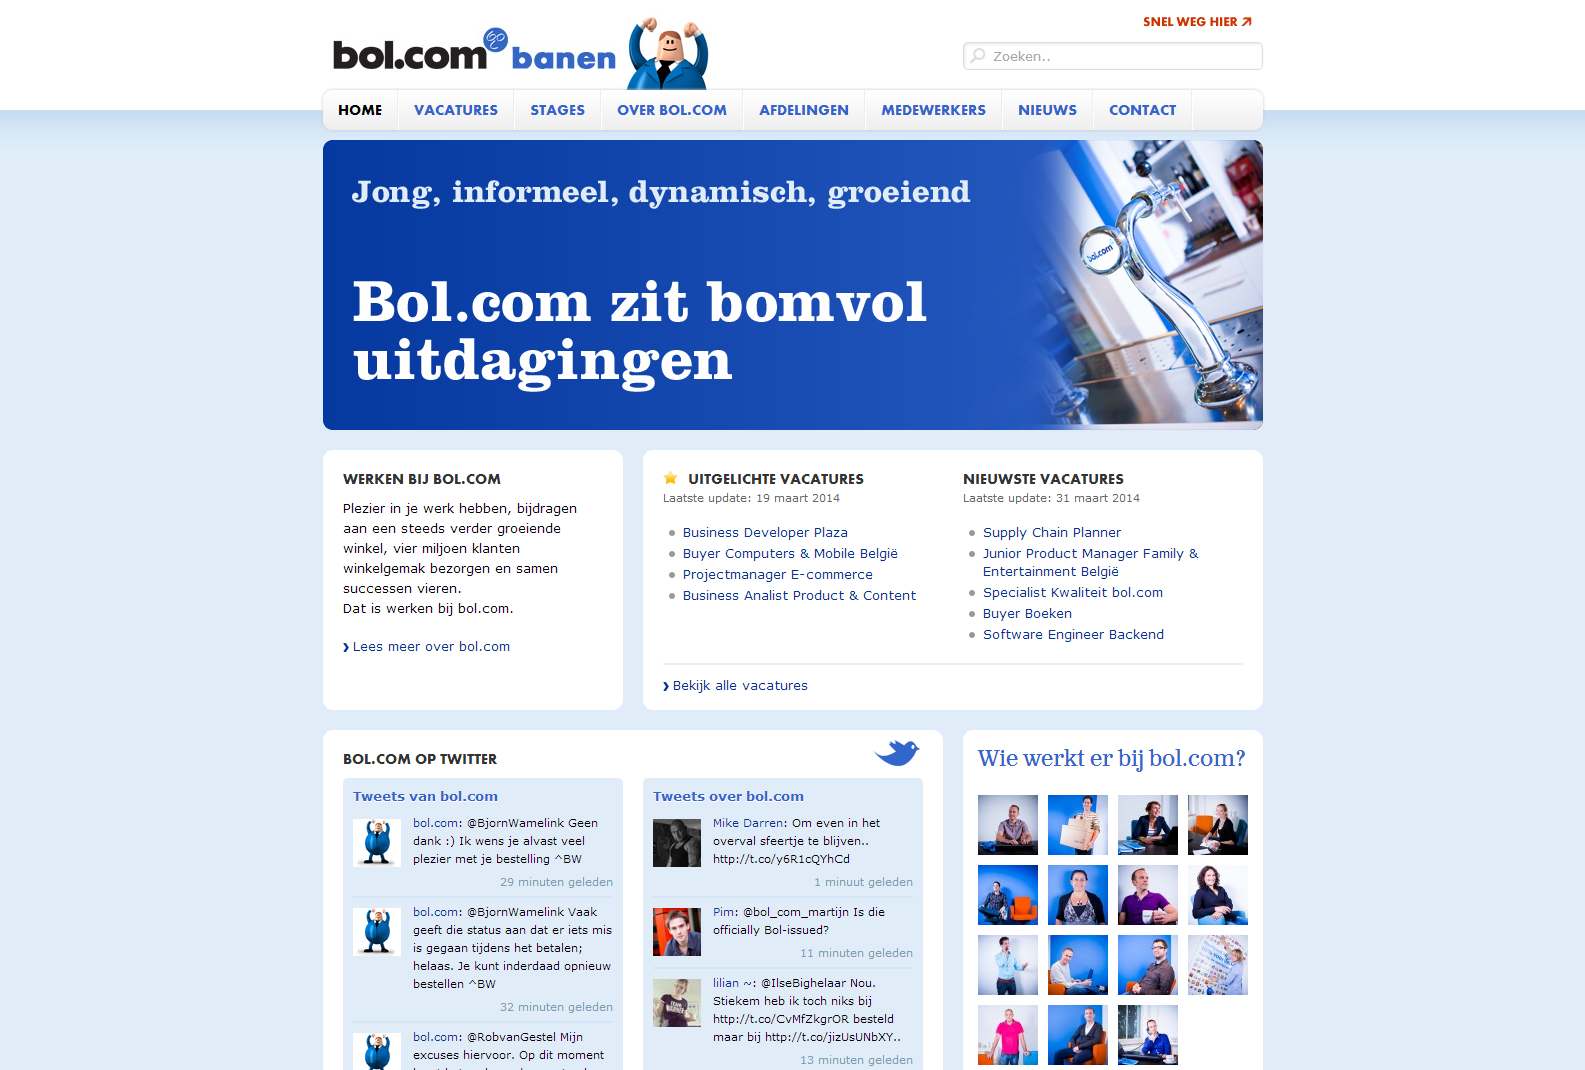 bol.com banen
SNEL WEG HIER
Zoeken..
HOME VACATURES STAGES OVER BOL.COM AFDELINGEN MEDEWERKERS NIEUWS CONTACT
Jong, informeel, dynamisch, groeiend
Bol.com zit bomvol
uitdagingen
bol.com
WERKEN BIJ BOL.COM
Plezier in je werk hebben, bijdragen
aan een steeds verder groeiende
winkel, vier miljoen klanten
winkelgemak bezorgen en samen
successen vieren.
Dat is werken bij bol.com.
Lees meer over bol.com
UITGELICHTE VACATURES
Laatste update: 19 maart 2014
Business Developer Plaza
Buyer Computers & Mobile België
Projectmanager E-commerce
Business Analist Product & Content
NIEUWSTE VACATURES
Laatste update: 31 maart 2014
Supply Chain Planner
Junior Product Manager Family &
Entertainment België
Specialist Kwaliteit bol.com
Buyer Boeken
Software Engineer Backend
Bekijk alle vacatures
BOL.COM OP TWITTER
Tweets van bol.com
bol.com: @BjornWamelink Geen
dank :) Ik wens je alvast veel
plezier met je bestelling ^BW
29 minuten geleden
bol.com: @BjornWamelink Vaak
geeft die status aan dat er iets mis
is gegaan tijdens het betalen;
helaas. Je kunt inderdaad opnieuw
bestellen ^BW
32 minuten geleden
bol.com: @RobvanGestel Mijn
excuses hiervoor. Op dit moment
Tweets over bol.com
Mike Darren: Om even in het
overval sfeertje te blijven..
http://t.co/y6R1cQYhCd
1 minuut geleden
Pim: @bol_com_martijn Is die
officially Bol-issued?
11 minuten geleden
lilian ~: @IlseBighelaar Nou.
Stiekem heb ik toch niks bij
http://t.co/CvMfZkgrOR besteld
maar bij http://t.co/jizUsUNbXY..
13 minuten geleden
Wie werkt er bij bol.com?